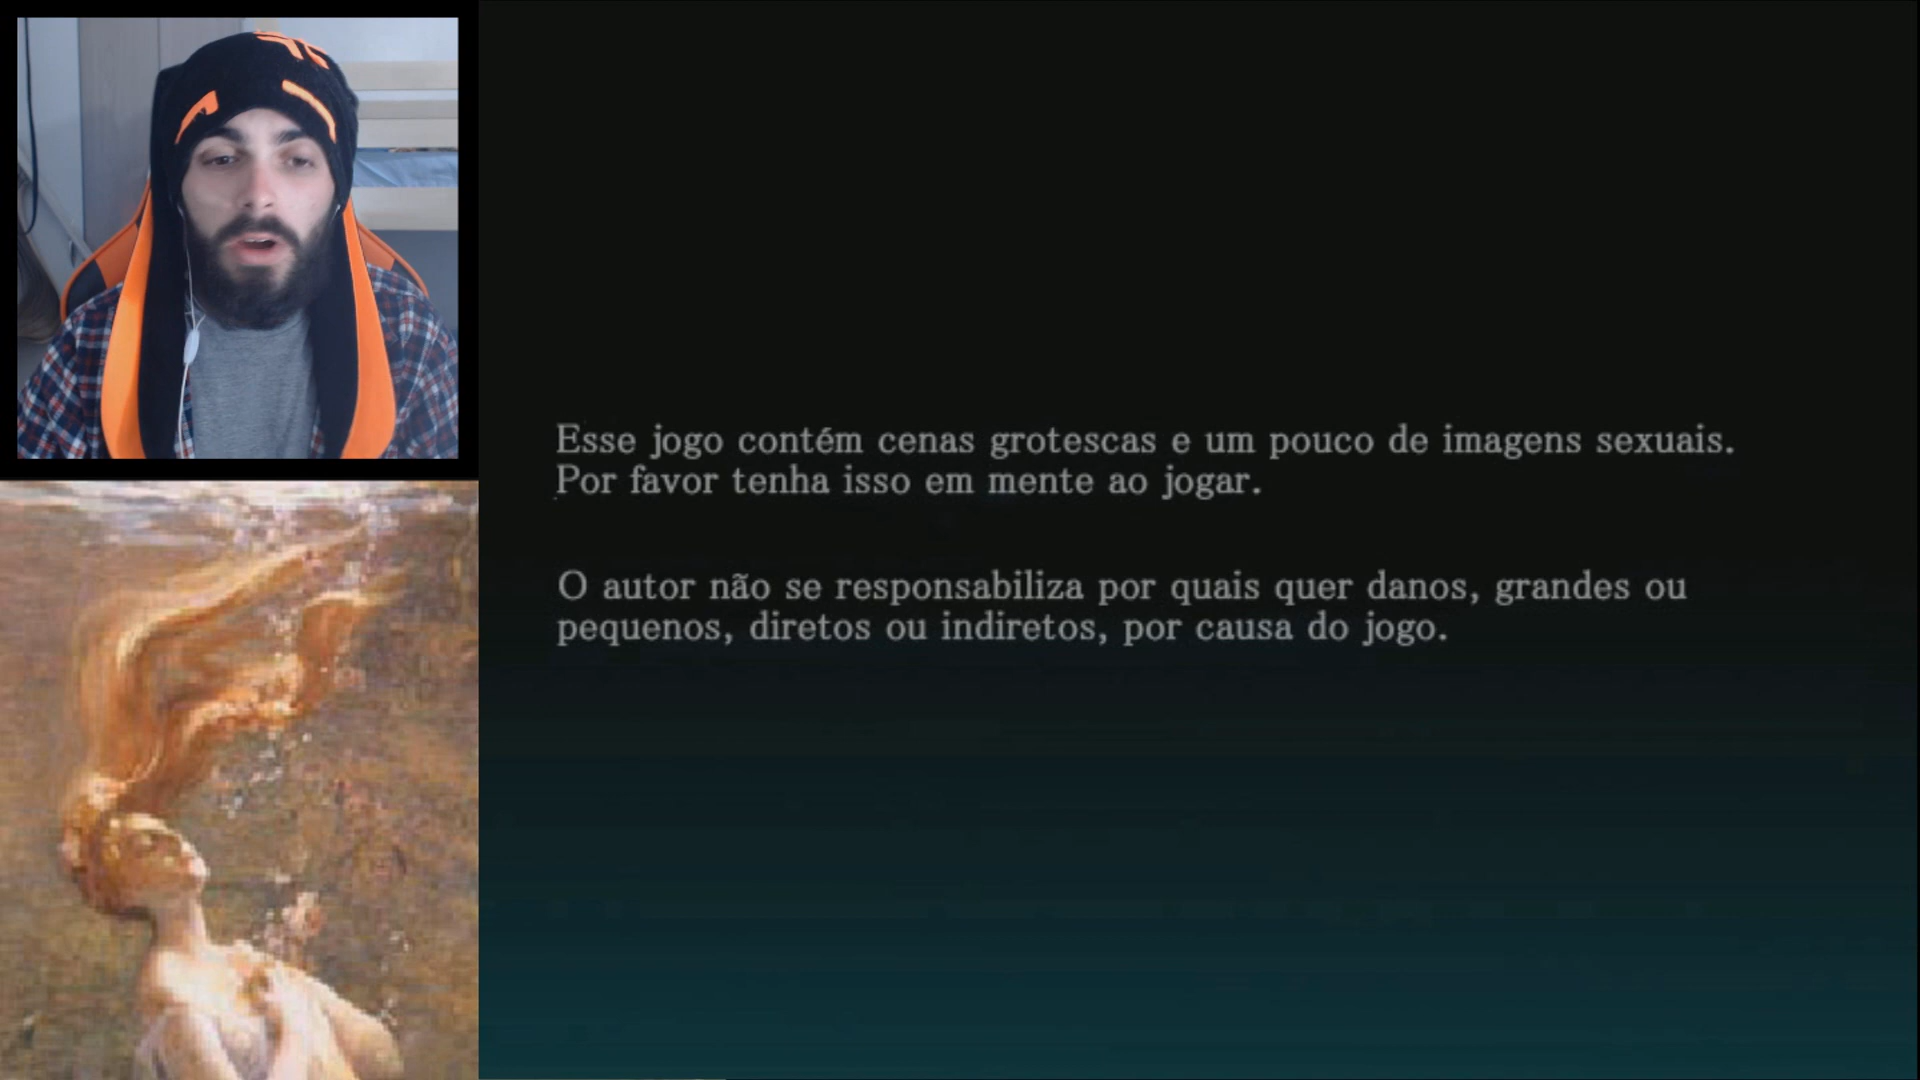 Esse jogo contém cenas grotescas e um pouco de imagens sexuais.
Por favor tenha isso em mente ao jogar.
O autor não se responsabiliza por quais quer danos, grandes ou
pequenos, diretos ou indiretos, por causa do jogo.